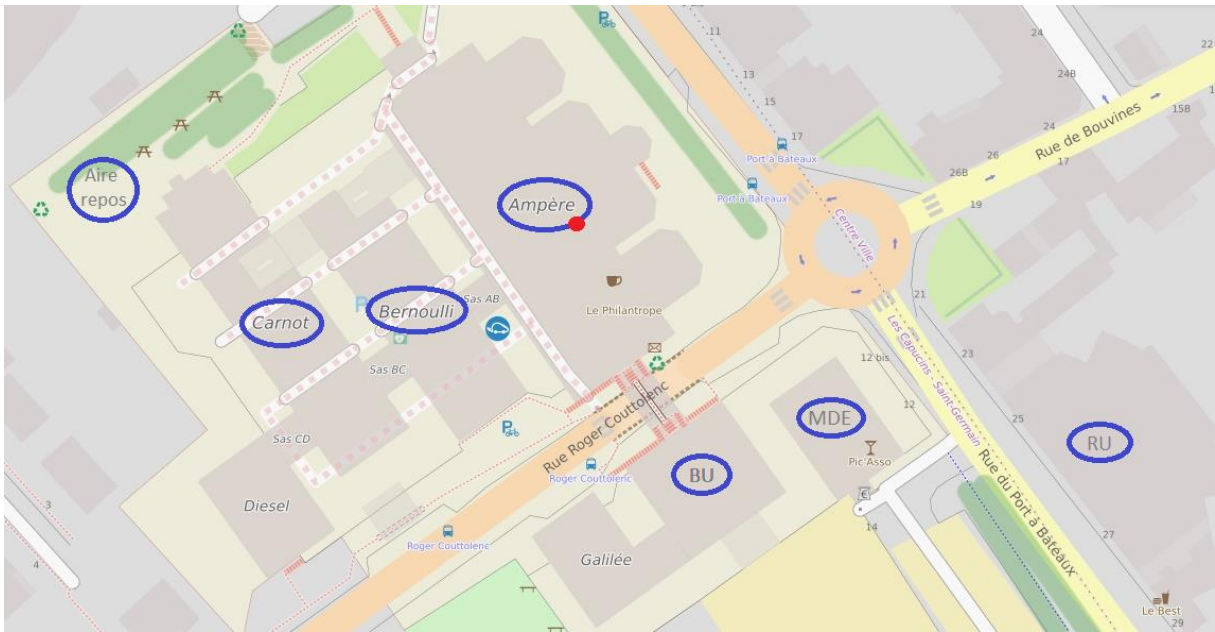 11
13
15
17
Port à Bateaux
Port à Bateaux
24
24B
22
15B
Rue de Bouvines
24
17
26
26B
19
Centre Ville
Aire
repos
Ampère
Le Philantrope
Carnot
P
Bernoulli
Sas AB
Sas BC
Sas CD
Diesel
P
P
Rue Roger Couttolenc
Roger Couttolenc
Roger Couttolenc
12 bis
12
MDE
Pic'Asso
BU
Galilée
€
14
21
23
25
27
29
Les Capucins - Saint-Germain
Rue du Port à Bateaux
RU
Le Best
3
4